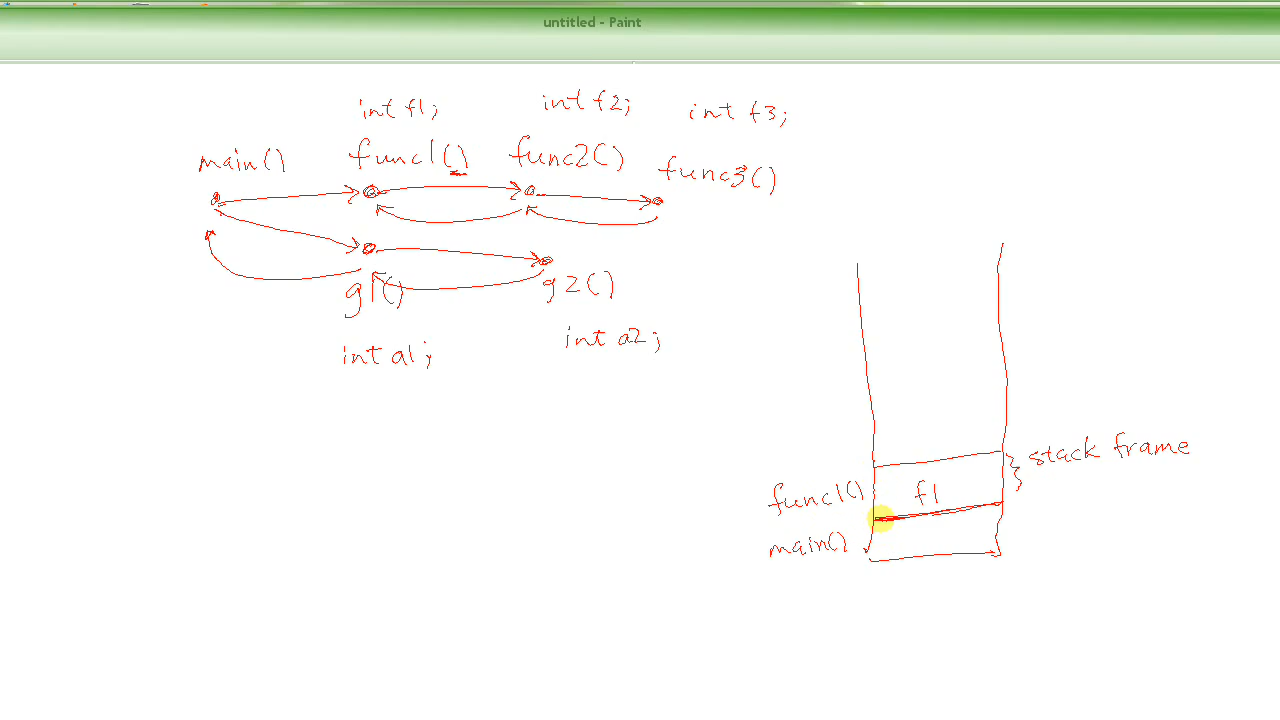 untitled - Paint
int f1; int f2; int f3;
main() func1() func2() func3()
g1() g2()
int a1; int a2;
stack frame
func1() f1
main()